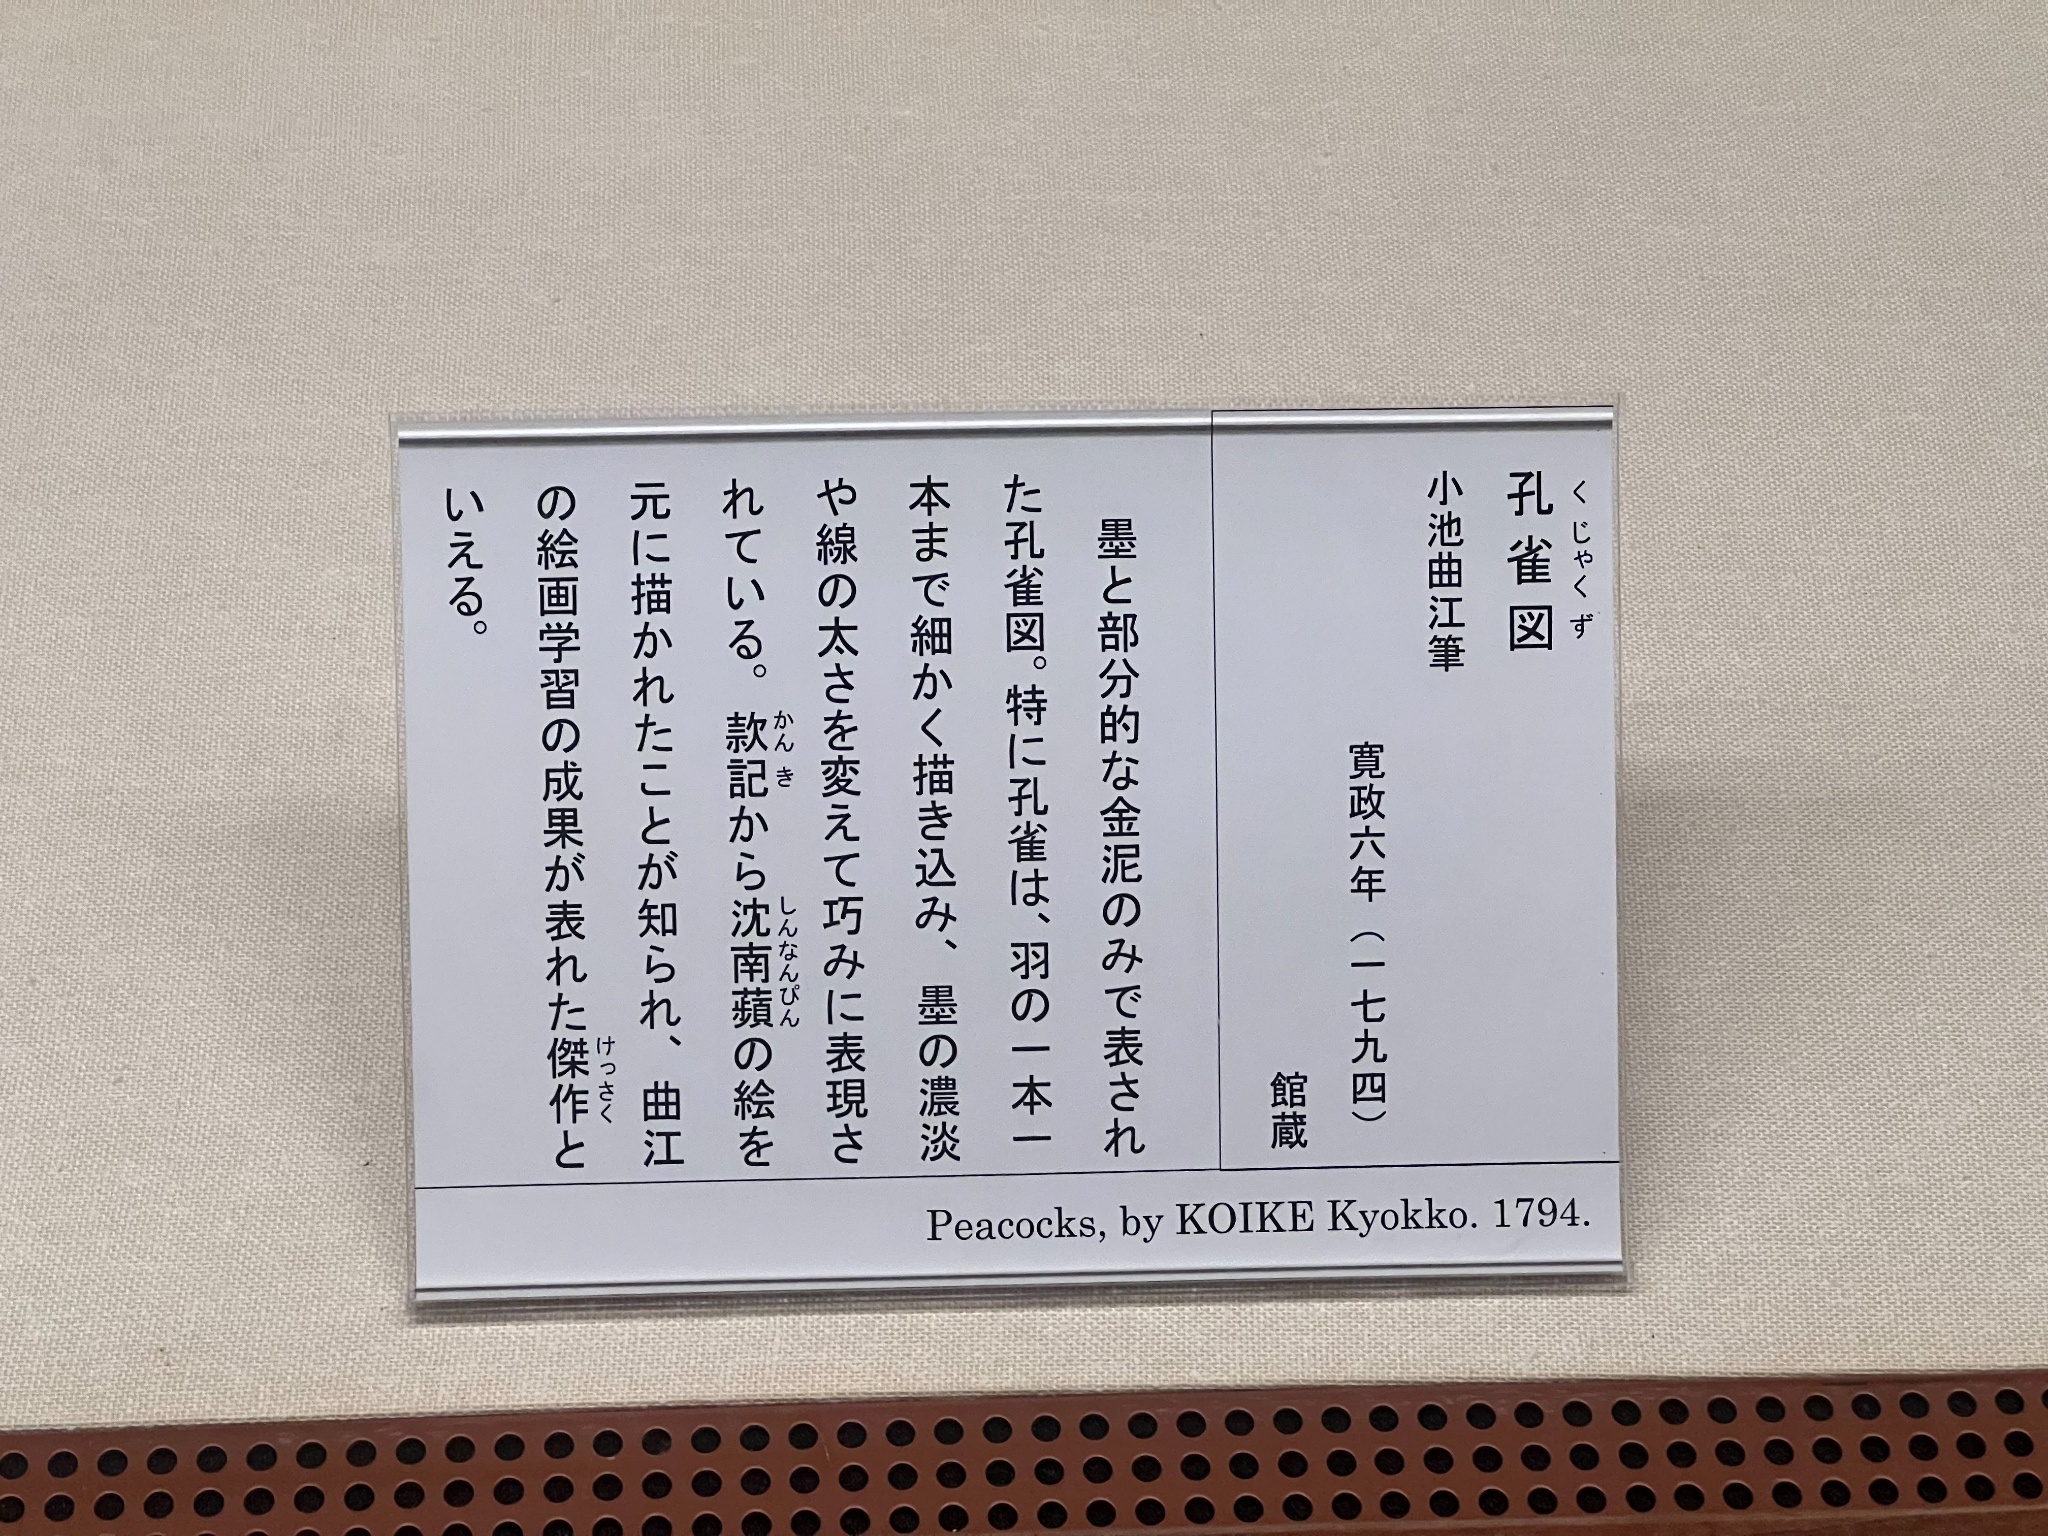 孔雀図
くじゃくず
小池曲江筆
寛政六年（一七九四）
館蔵
墨と部分的な金泥のみで表され
た孔雀図。特に孔雀は、羽の一本一
本まで細かく描き込み、墨の濃淡
や線の太さを変えて巧みに表現さ
れている。款記から沈南蘋の絵を
かんき
しんなんぴん
元に描かれたことが知られ、曲江
の絵画学習の成果が表れた傑作と
けっさく
いえる。
Peacocks, by KOIKE Kyokko. 1794.